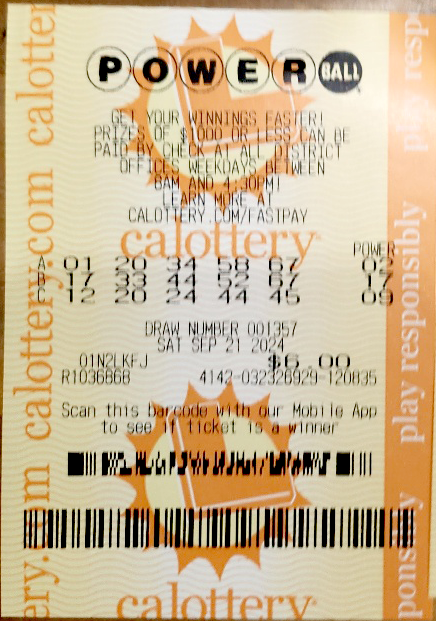 POWERBALL
GET YOUR WINNINGS FASTER!
PRIZES OF $1000 OR LESS CAN BE
PAID BY CHECK AT ALL DISTRICT
OFFICES WEEKDAYS BETWEEN
8AM AND 4:30PM!
LEARN MORE AT
CALOTTERY.COM/FASTPAY
calottery
POWER
A 01 20 34 58 67 02
B 17 33 44 52 67 17
C 12 20 24 44 45 09
DRAW NUMBER 001357
SAT SEP 21 2024
01N2LKFJ $6.00
R1036868 4142-032326929-120835
Scan this barcode with our Mobile App
to see if ticket is a winner
calottery
ery.com calottery.com calotter
play resp
play responsibly
ponsibly